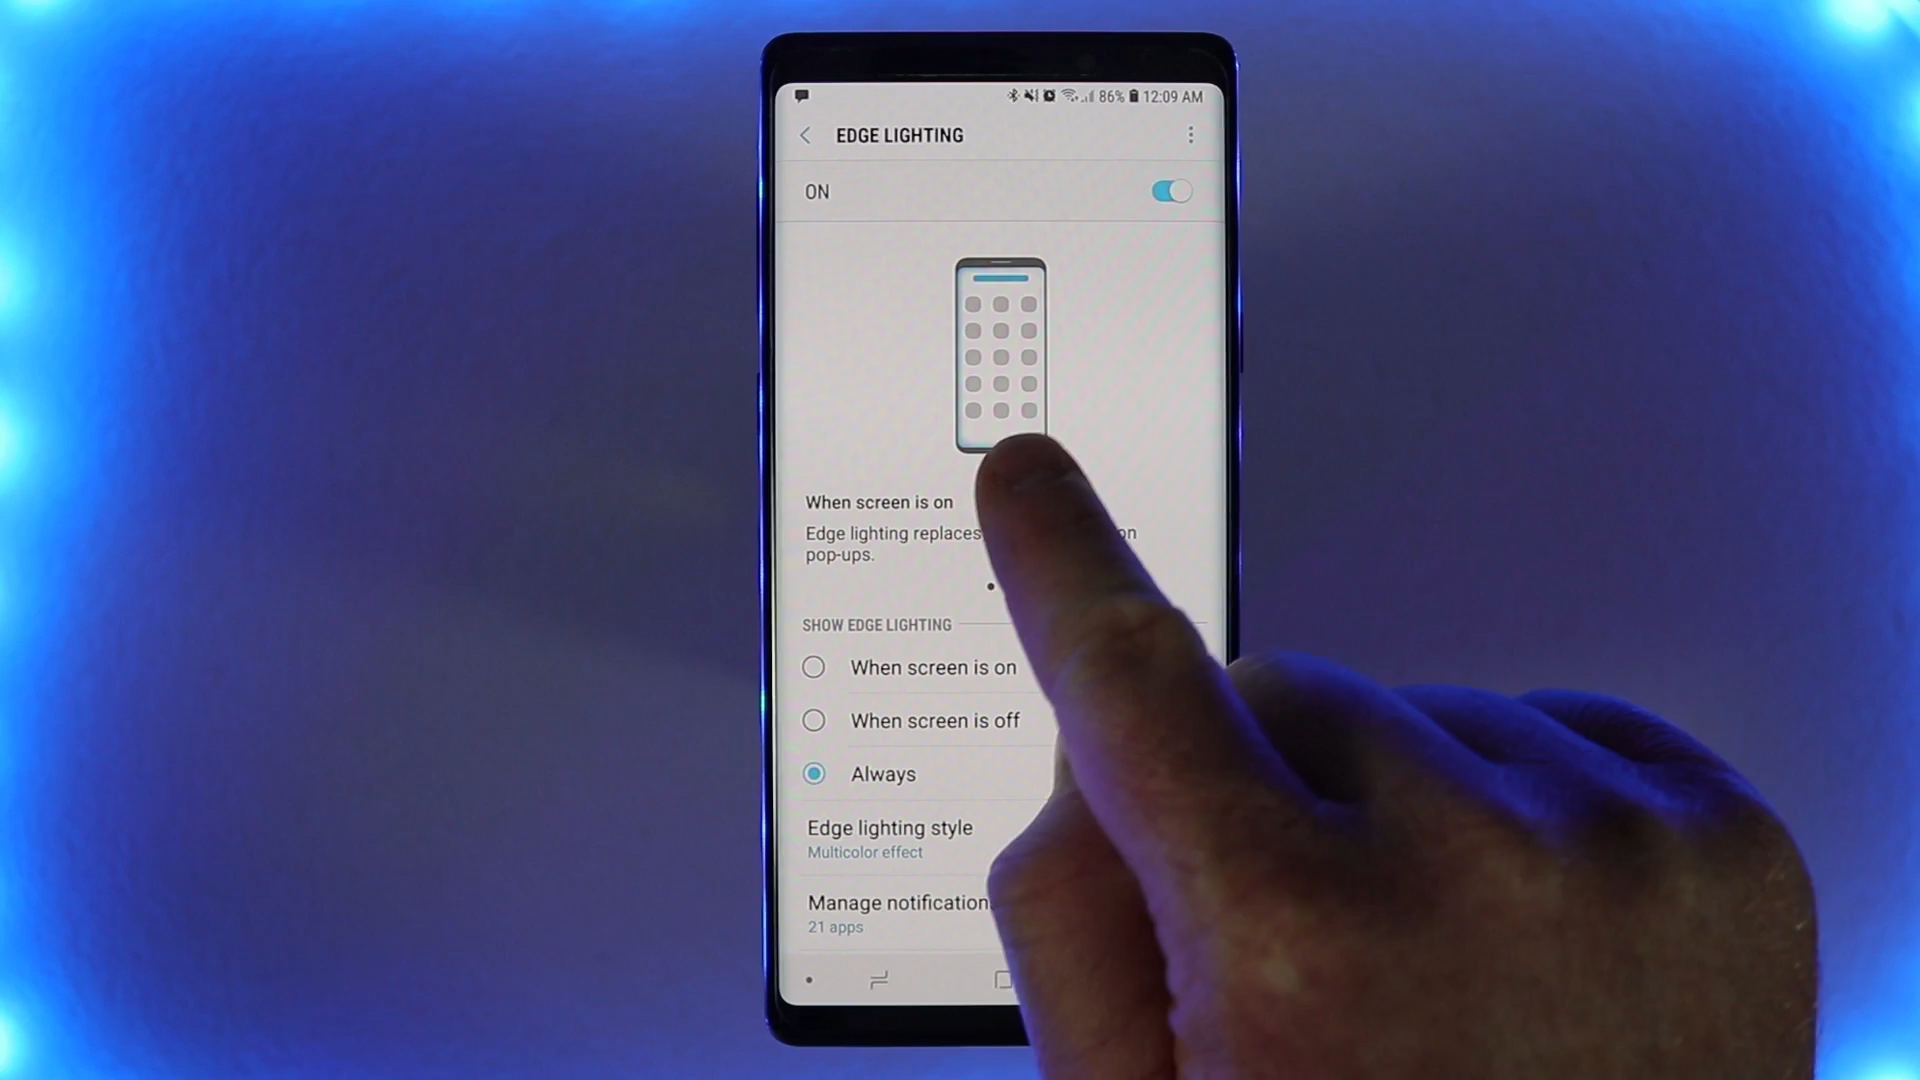 86% 12:09 AM
EDGE LIGHTING
ON
When screen is on
Edge lighting replaces on
pop-ups.
SHOW EDGE LIGHTING
When screen is on
When screen is off
Always
Edge lighting style
Multicolor effect
Manage notification
21 apps